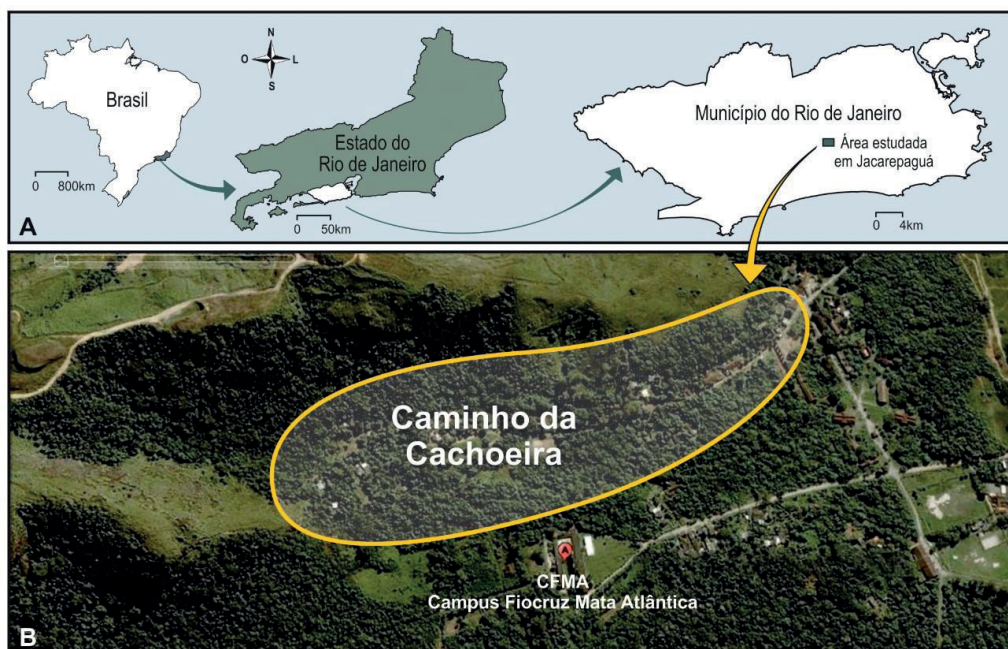 N
O
L
S
Brasil
0 800km
Estado do
Rio de Janeiro
0 50km
Município do Rio de Janeiro
Área estudada
em Jacarepaguá
0 4km
A
Caminho da
Cachoeira
A
CFMA
Campus Fiocruz Mata Atlântica
B